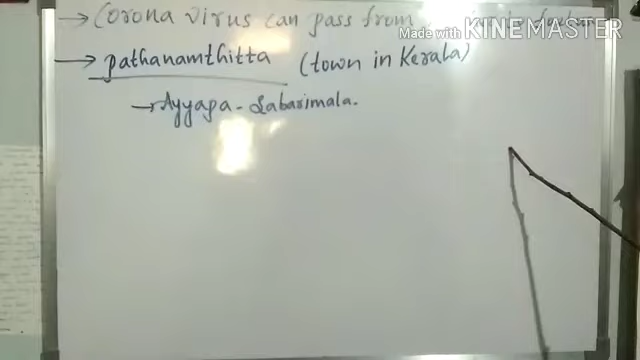 → Corona virus can pass from
Made with KINEMASTER
→ pathanamthitta (town in Kerala)
→ Ayyapa - Sabarimala.